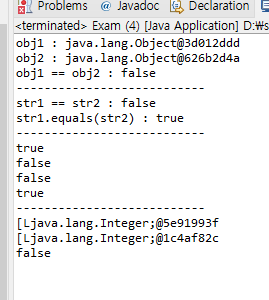 Problems @ Javadoc Declaration
<terminated> Exam (4) [Java Application] D:\s
obj1 : java.lang.Object@3d012ddd
obj2 : java.lang.Object@626b2d4a
obj1 == obj2 : false
---------------------------
str1 == str2 : false
str1.equals(str2) : true
---------------------------
true
false
false
true
---------------------------
[Ljava.lang.Integer;@5e91993f
[Ljava.lang.Integer;@1c4af82c
false